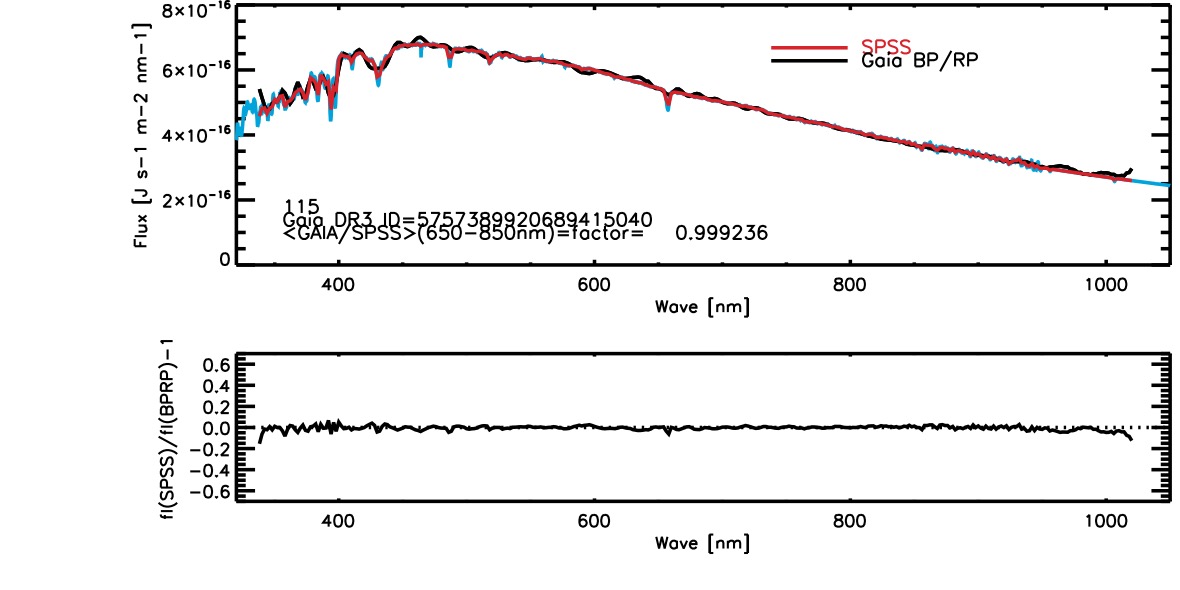 8×10−16
6×10−16
4×10−16
2×10−16
0
Flux [J s−1 m−2 nm−1]
SPSS
Gaia BP/RP
115
Gaia DR3 ID=5757389920689415040
<GAIA/SPSS>(650−850nm)=factor= 0.999236
400 600 800 1000
Wave [nm]
fl(SPSS)/fl(BPRP)−1
0.6
0.4
0.2
0.0
−0.2
−0.4
−0.6
400 600 800 1000
Wave [nm]